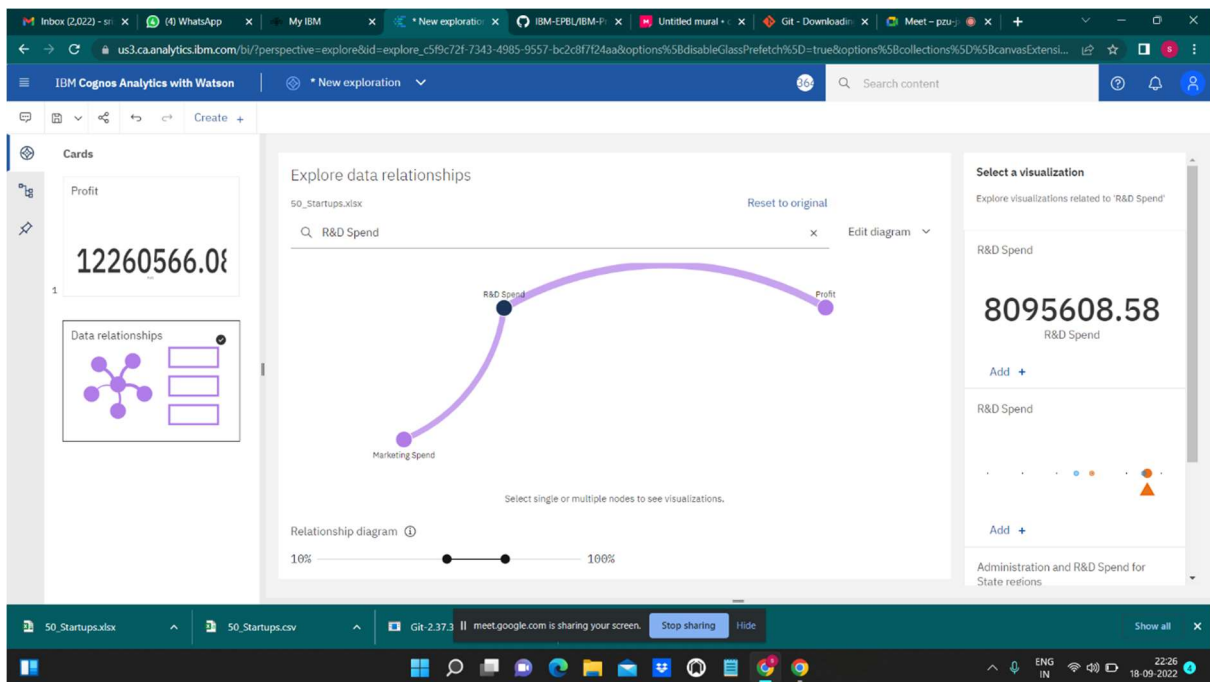 Inbox (2,022) - sri
(4) WhatsApp
My IBM
* New exploration
IBM-EPBL/IBM-Pr
Untitled mural •
Git - Downloading
Meet – pzu-j
us3.ca.analytics.ibm.com/bi/?perspective=explore&id=explore_c5f9c72f-7343-4985-9557-bc2c8f7f24aa&options%5BdisableGlassPrefetch%5D=true&options%5Bcollections%5D%5BcanvasExtensi...
IBM Cognos Analytics with Watson
* New exploration
Search content
Create +
Cards
Profit
12260566.08
1
Data relationships
Explore data relationships
50_Startups.xlsx
Reset to original
R&D Spend
Edit diagram
R&D Spend
Profit
Marketing Spend
Select single or multiple nodes to see visualizations.
Relationship diagram
10%
100%
Select a visualization
Explore visualizations related to 'R&D Spend'
R&D Spend
8095608.58
R&D Spend
Add +
R&D Spend
Add +
Administration and R&D Spend for
State regions
50_Startups.xlsx
50_Startups.csv
Git-2.37.3
meet.google.com is sharing your screen.
Stop sharing
Hide
Show all
ENG
IN
22:26
18-09-2022
4